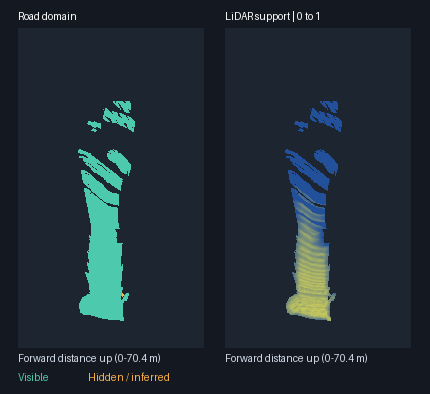 Road domain
LiDAR support | 0 to 1
Forward distance up (0-70.4 m)
Forward distance up (0-70.4 m)
Visible
Hidden / inferred